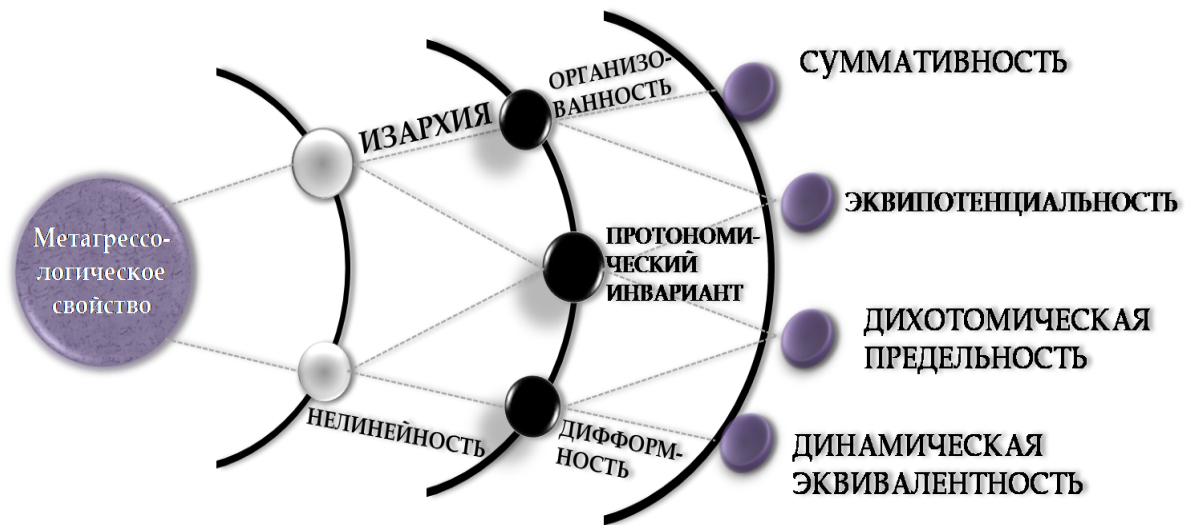 Метагрессо-
логическое
свойство
ИЗАРХИЯ
НЕЛИНЕЙНОСТЬ
ОРГАНИЗО-
ВАННОСТЬ
ПРОТОНОМИ-
ЧЕСКИЙ
ИНВАРИАНТ
ДИФФОРМ-
НОСТЬ
СУММАТИВНОСТЬ
ЭКВИПОТЕНЦИАЛЬНОСТЬ
ДИХОТОМИЧЕСКАЯ
ПРЕДЕЛЬНОСТЬ
ДИНАМИЧЕСКАЯ
ЭКВИВАЛЕНТНОСТЬ